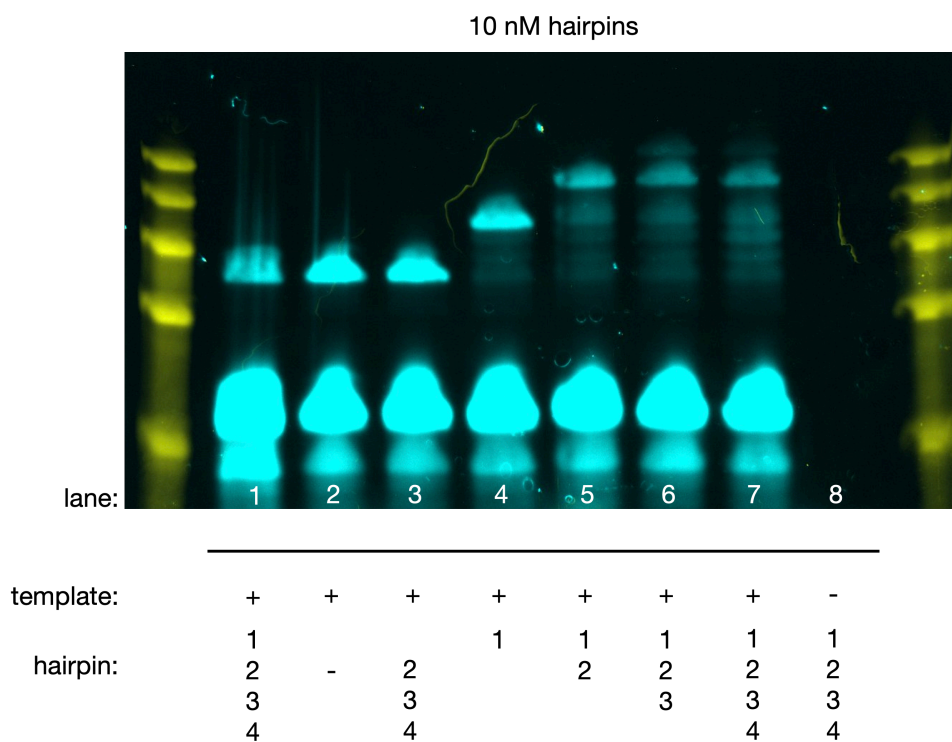 10 nM hairpins
lane: 1 2 3 4 5 6 7 8
template: + + + + + + + -
1 1 1 1 1 1
hairpin: 2 - 2 2 2 2 2
3 3 3 3 3
4 4 4 4